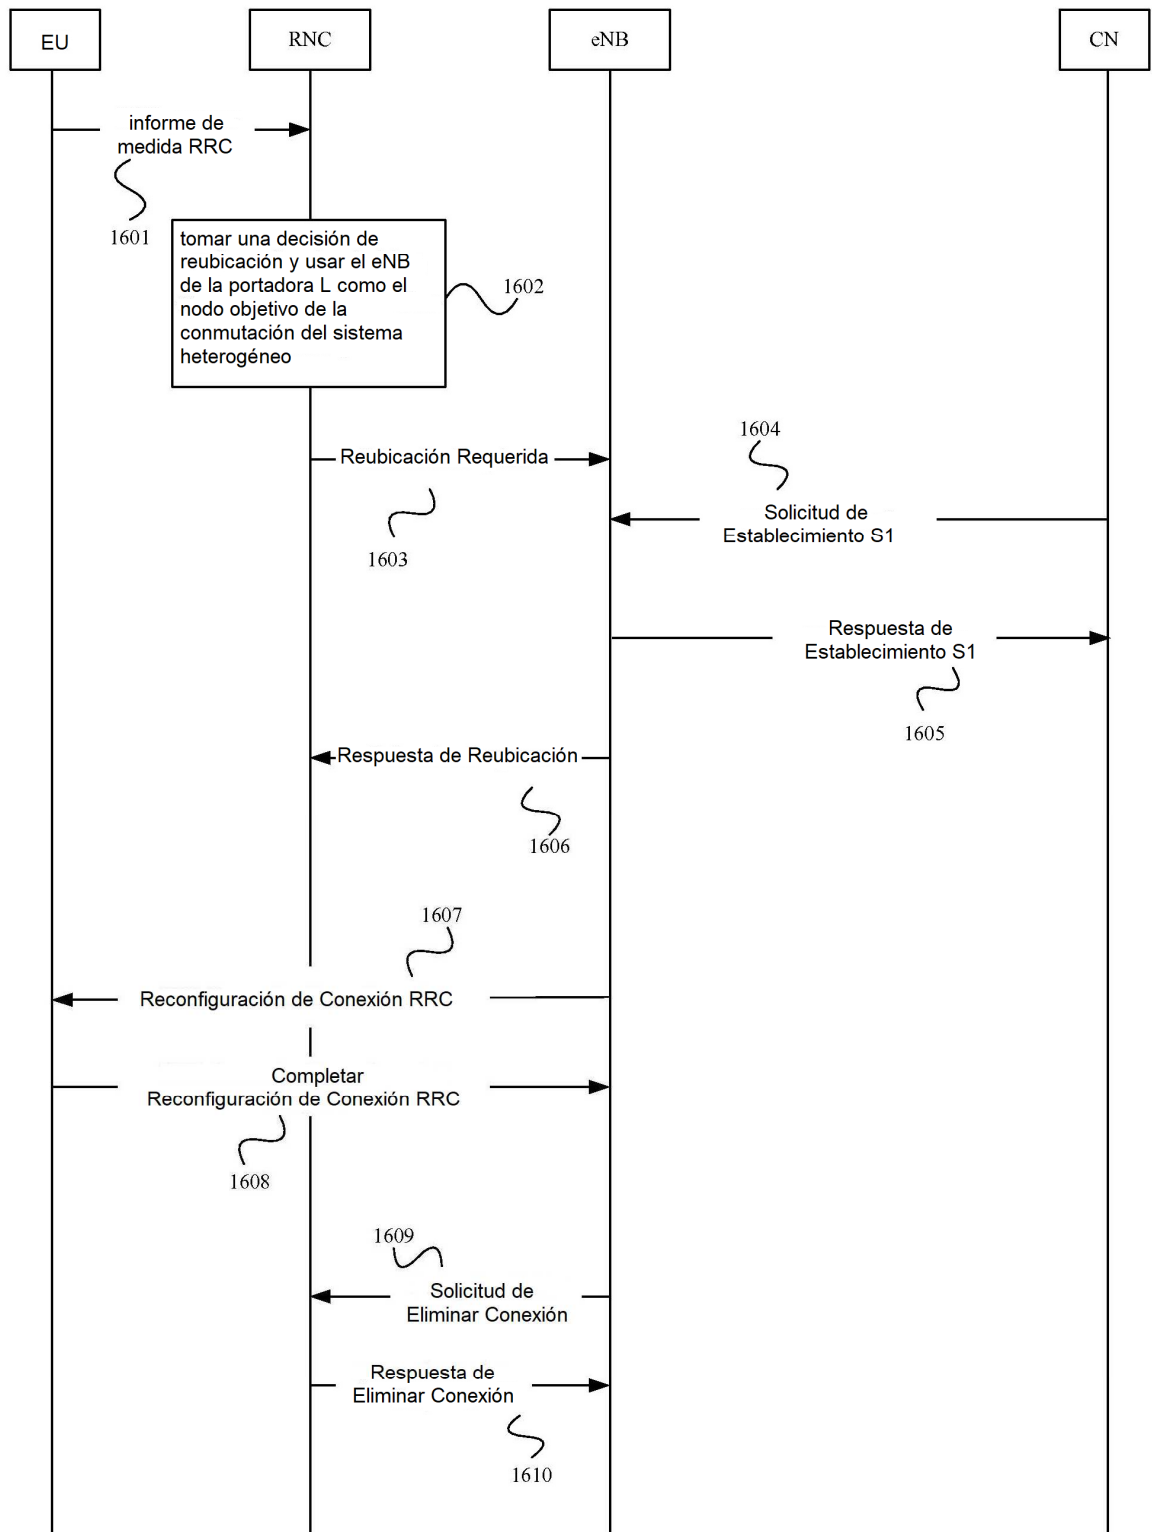 EU
RNC
eNB
CN
informe de
medida RRC
1601
tomar una decisión de
reubicación y usar el eNB
de la portadora L como el
nodo objetivo de la
conmutación del sistema
heterogéneo
1602
Reubicación Requerida
1603
1604
Solicitud de
Establecimiento S1
Respuesta de
Establecimiento S1
1605
Respuesta de Reubicación
1606
1607
Reconfiguración de Conexión RRC
Completar
Reconfiguración de Conexión RRC
1608
1609
Solicitud de
Eliminar Conexión
Respuesta de
Eliminar Conexión
1610